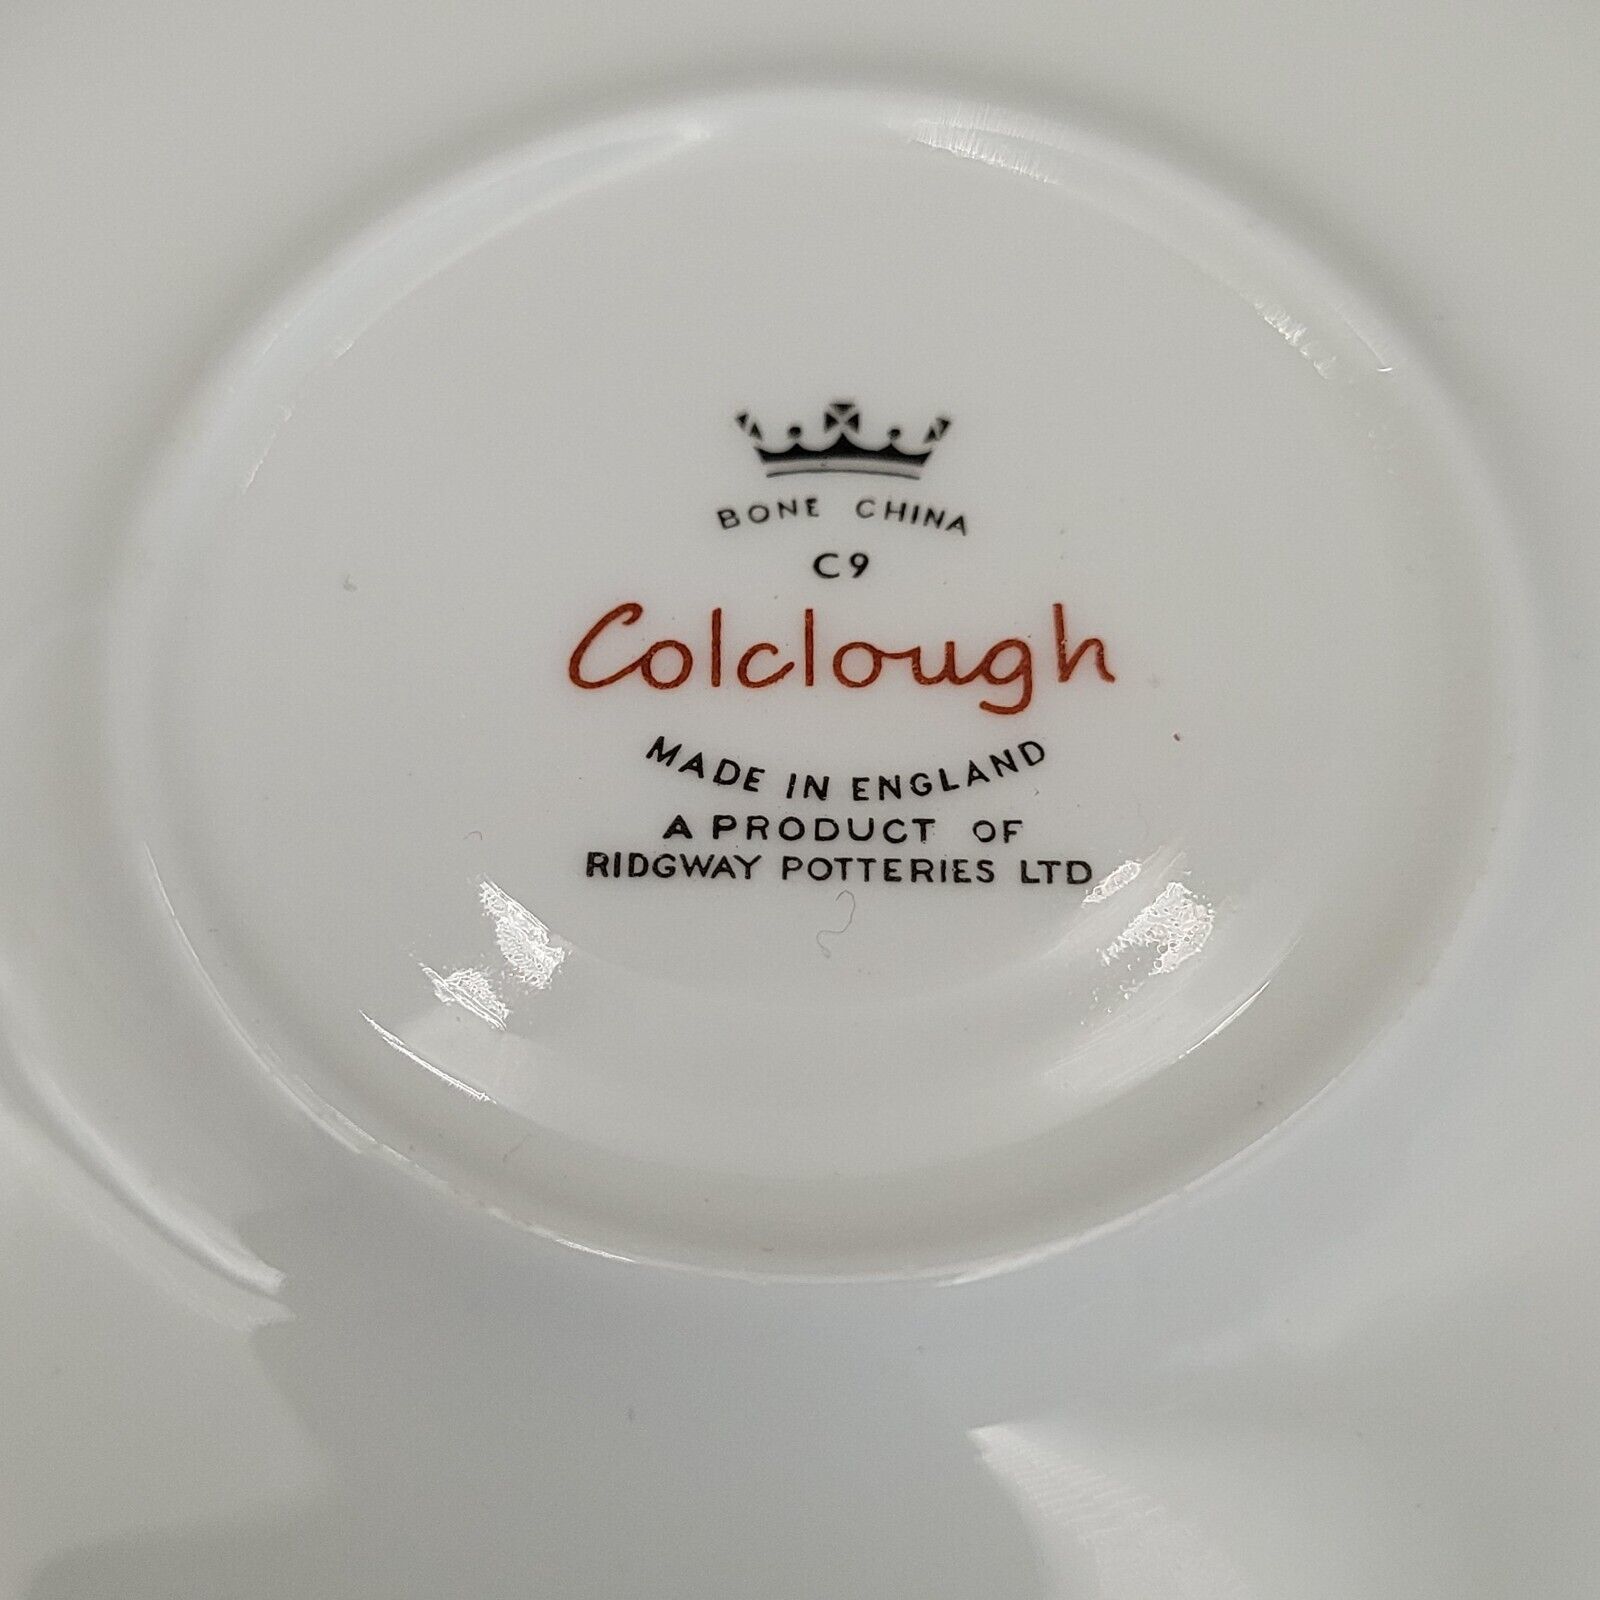 BONE CHINA
C9
Colclough
MADE IN ENGLAND
A PRODUCT OF
RIDGWAY POTTERIES LTD